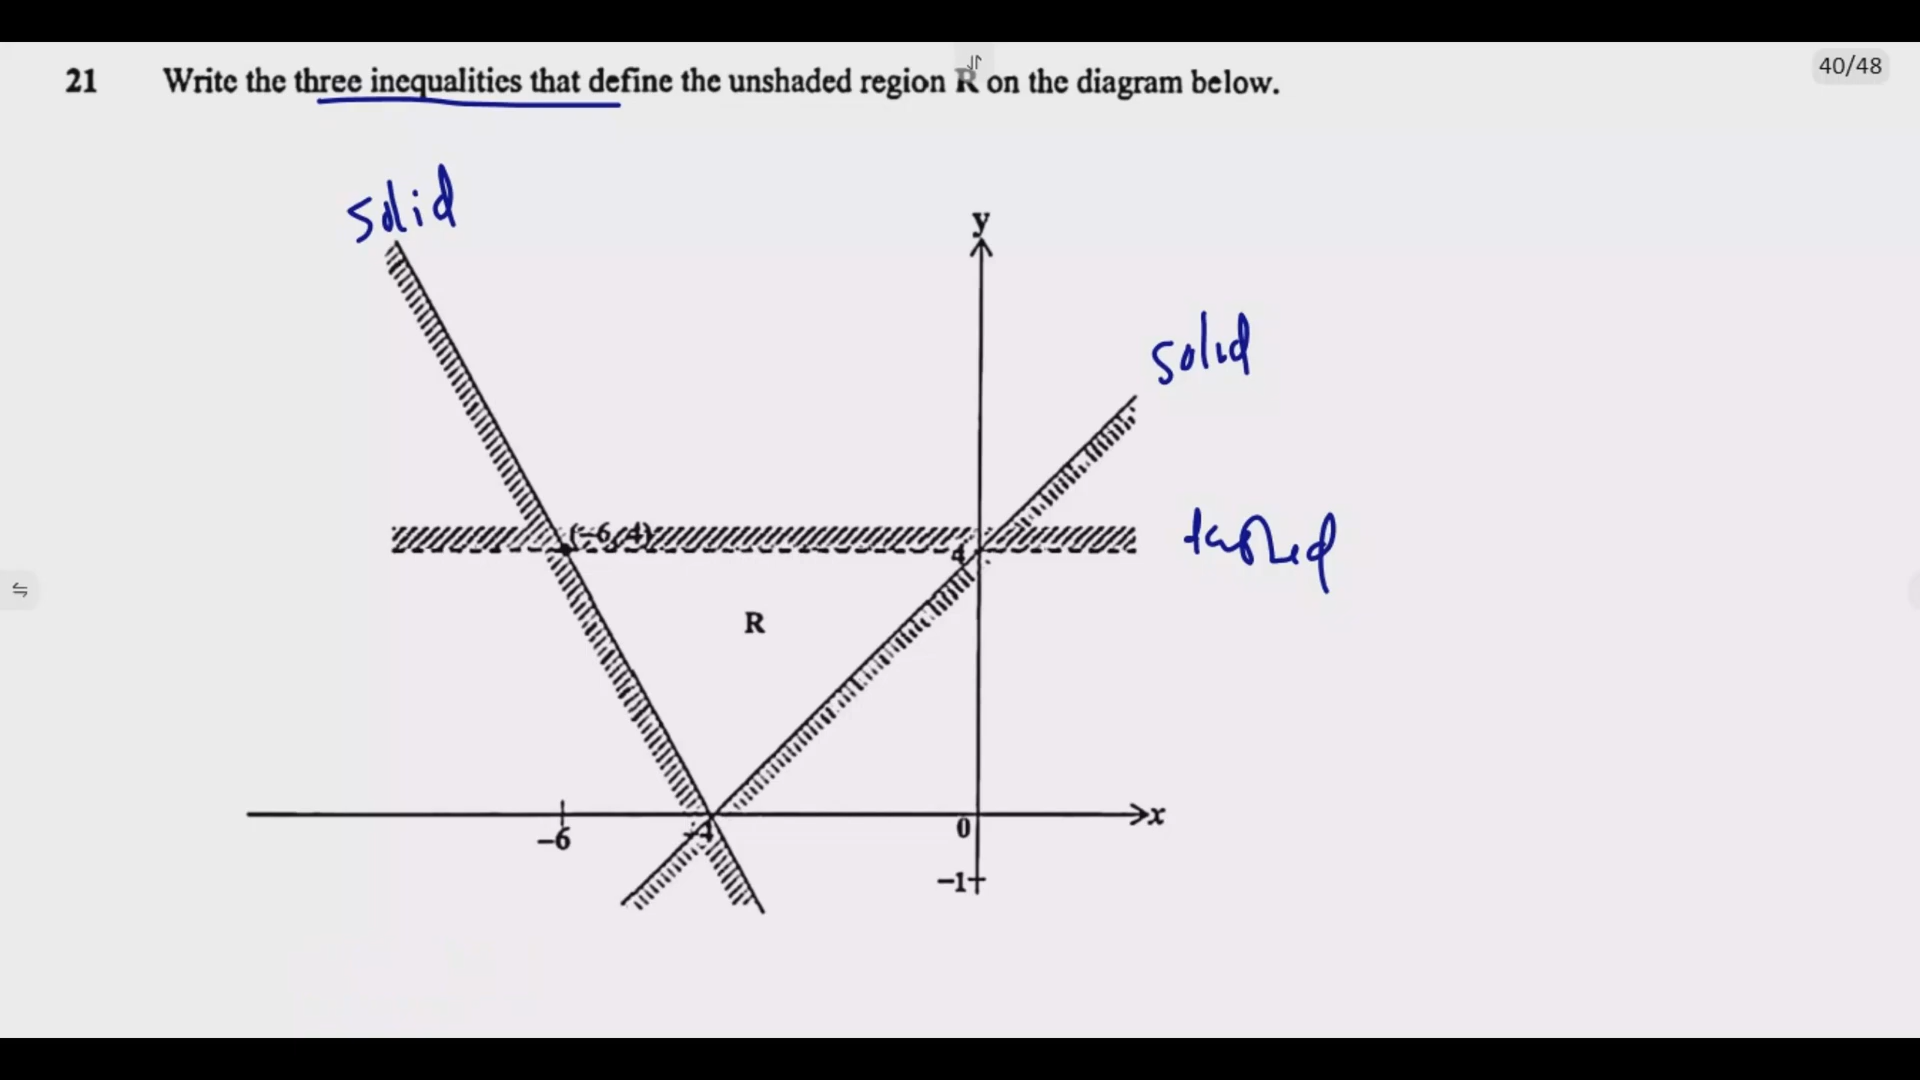 40/48
21 Write the three inequalities that define the unshaded region R on the diagram below.
solid
y
solid
(-6, 4)
4
dashed
R
x
-6
-4
0
-1